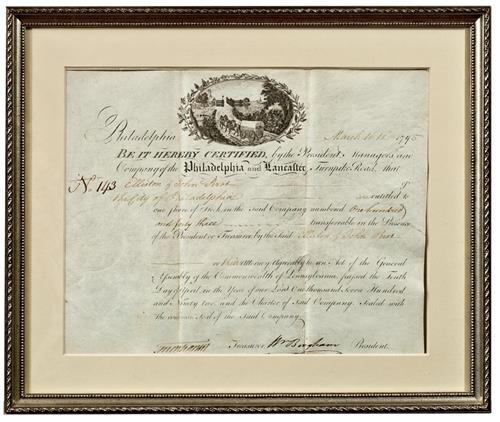 Philadelphia March 16th 1795
BE IT HEREBY CERTIFIED, by the President, Managers and
Company of the Philadelphia and Lancaster Turnpike Road, that
No. 143 Elliston & John Perot of
the City of Philadelphia are entitled to
one Share of Stock in the Said Company numbered One hundred
and forty three transferable in the Presence
of the President or Treasurer by the Said Elliston & John Perot
or their Attorney Agreeably to an Act of the General
Assembly of the Commonwealth of Pennsylvania passed the Tenth
Day of April in the Year of our Lord One thousand Seven Hundred
and Ninety two, and the Charter of Said Company. Sealed with
the common Seal of the Said Company.
Treasurer, Wm Bingham President.